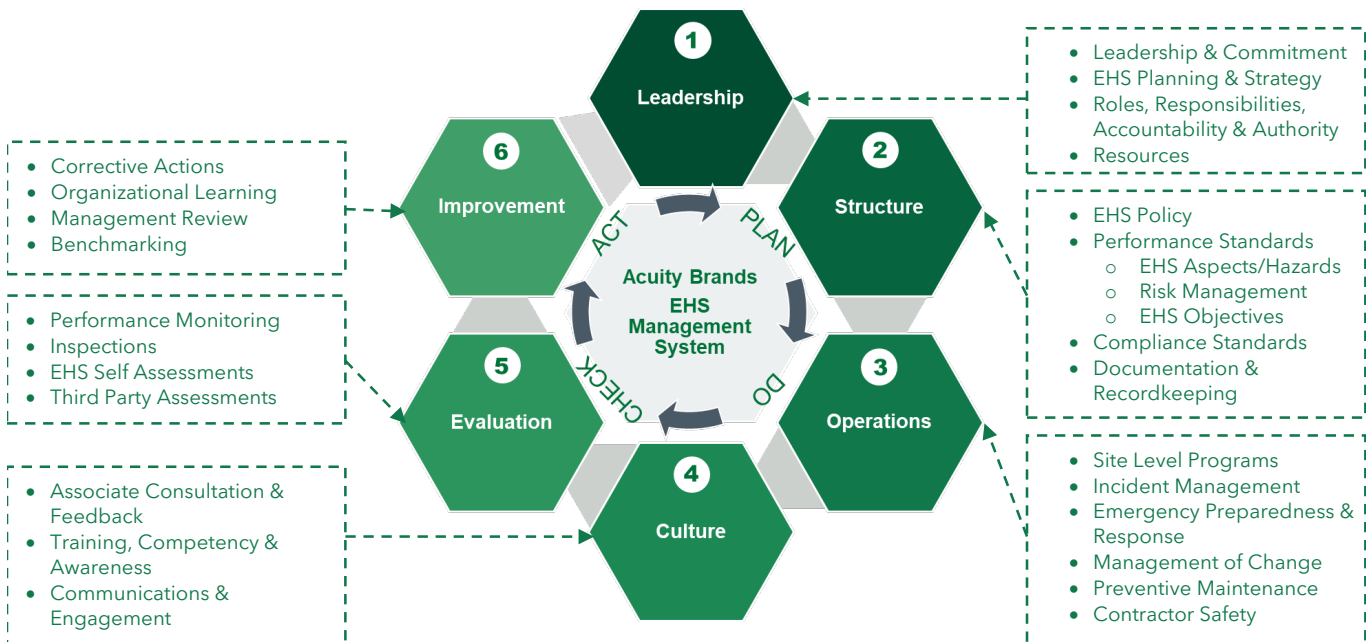 1
Leadership
• Leadership & Commitment
• EHS Planning & Strategy
• Roles, Responsibilities,
Accountability & Authority
• Resources
2
Structure
• EHS Policy
• Performance Standards
o EHS Aspects/Hazards
o Risk Management
o EHS Objectives
• Compliance Standards
• Documentation &
Recordkeeping
3
Operations
• Site Level Programs
• Incident Management
• Emergency Preparedness &
Response
• Management of Change
• Preventive Maintenance
• Contractor Safety
4
Culture
• Associate Consultation &
Feedback
• Training, Competency &
Awareness
• Communications &
Engagement
5
Evaluation
• Performance Monitoring
• Inspections
• EHS Self Assessments
• Third Party Assessments
6
Improvement
• Corrective Actions
• Organizational Learning
• Management Review
• Benchmarking
Acuity Brands
EHS
Management
System
PLAN
DO
CHECK
ACT